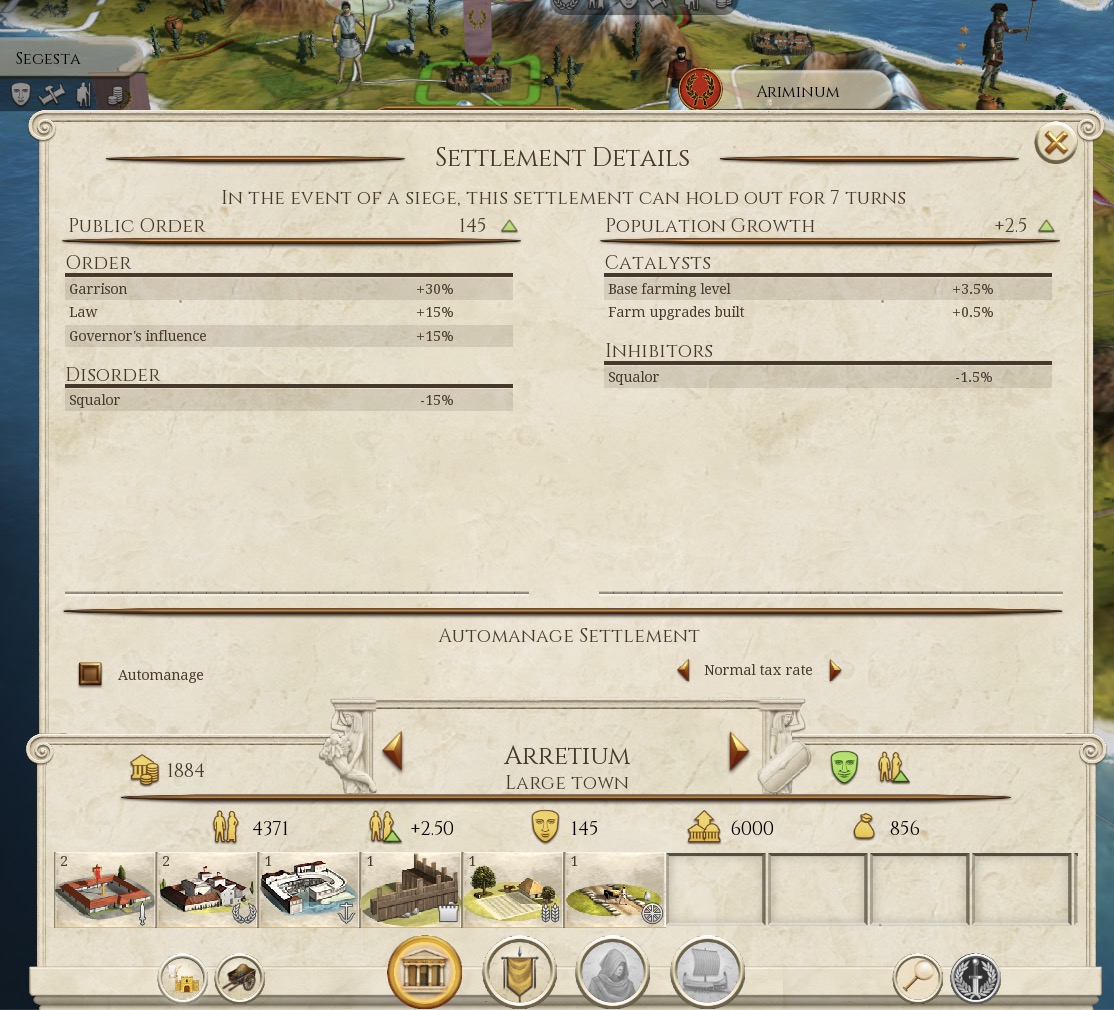 Segesta
Ariminum
Settlement Details
In the event of a siege, this settlement can hold out for 7 turns
Public Order 145
Order
Garrison +30%
Law +15%
Governor's influence +15%
Disorder
Squalor -15%
Population Growth +2.5
Catalysts
Base farming level +3.5%
Farm upgrades built +0.5%
Inhibitors
Squalor -1.5%
Automanage Settlement
Automanage
Normal tax rate
1884
Arretium
Large town
4371 +2.50 145 6000 856
2 2 1 1 1 1